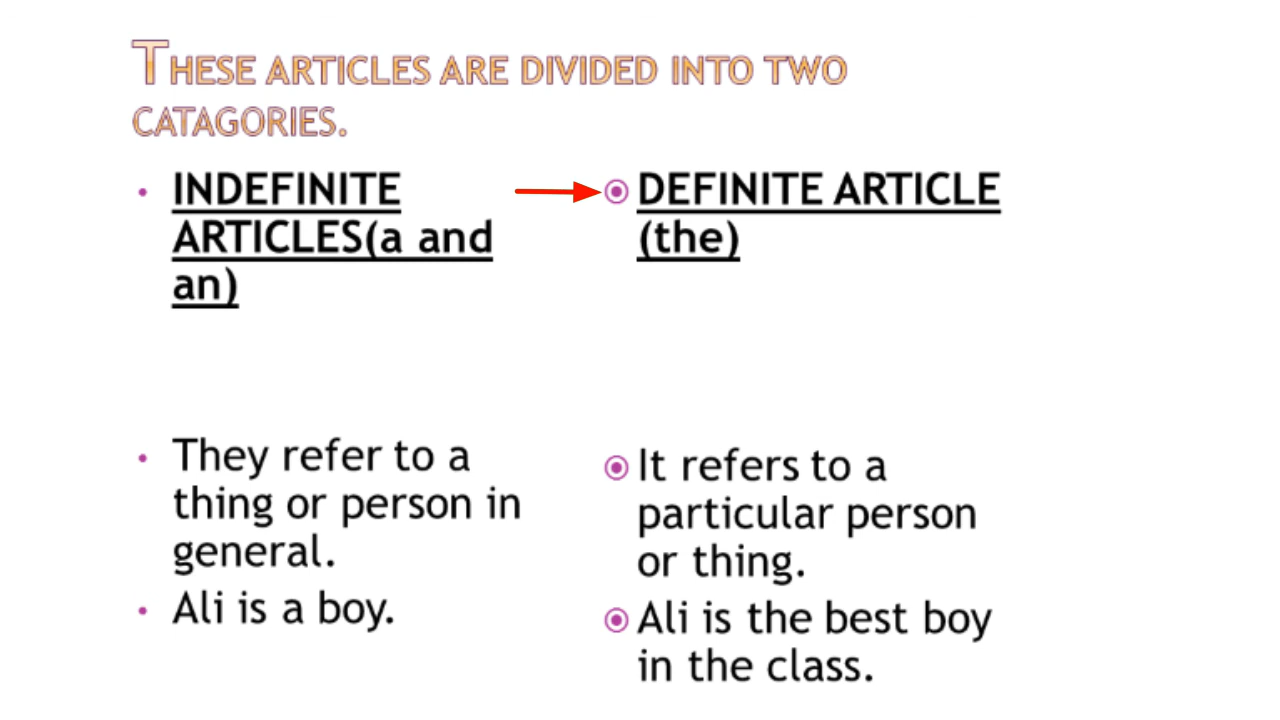 THESE ARTICLES ARE DIVIDED INTO TWO
CATAGORIES.
INDEFINITE
ARTICLES(a and
an)
They refer to a
thing or person in
general.
Ali is a boy.
DEFINITE ARTICLE
(the)
It refers to a
particular person
or thing.
Ali is the best boy
in the class.